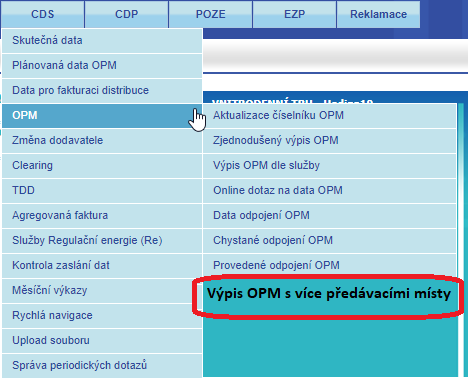 CDS CDP POZE EZP Reklamace
Skutečná data
Plánovaná data OPM
Data pro fakturaci distribuce
OPM
Změna dodavatele
Clearing
TDD
Agregovaná faktura
Služby Regulační energie (Re)
Kontrola zaslání dat
Měsíční výkazy
Rychlá navigace
Upload souboru
Správa periodických dotazů
Aktualizace číselníku OPM
Zjednodušený výpis OPM
Výpis OPM dle služby
Online dotaz na data OPM
Data odpojení OPM
Chystané odpojení OPM
Provedené odpojení OPM
Výpis OPM s více předávacími místy